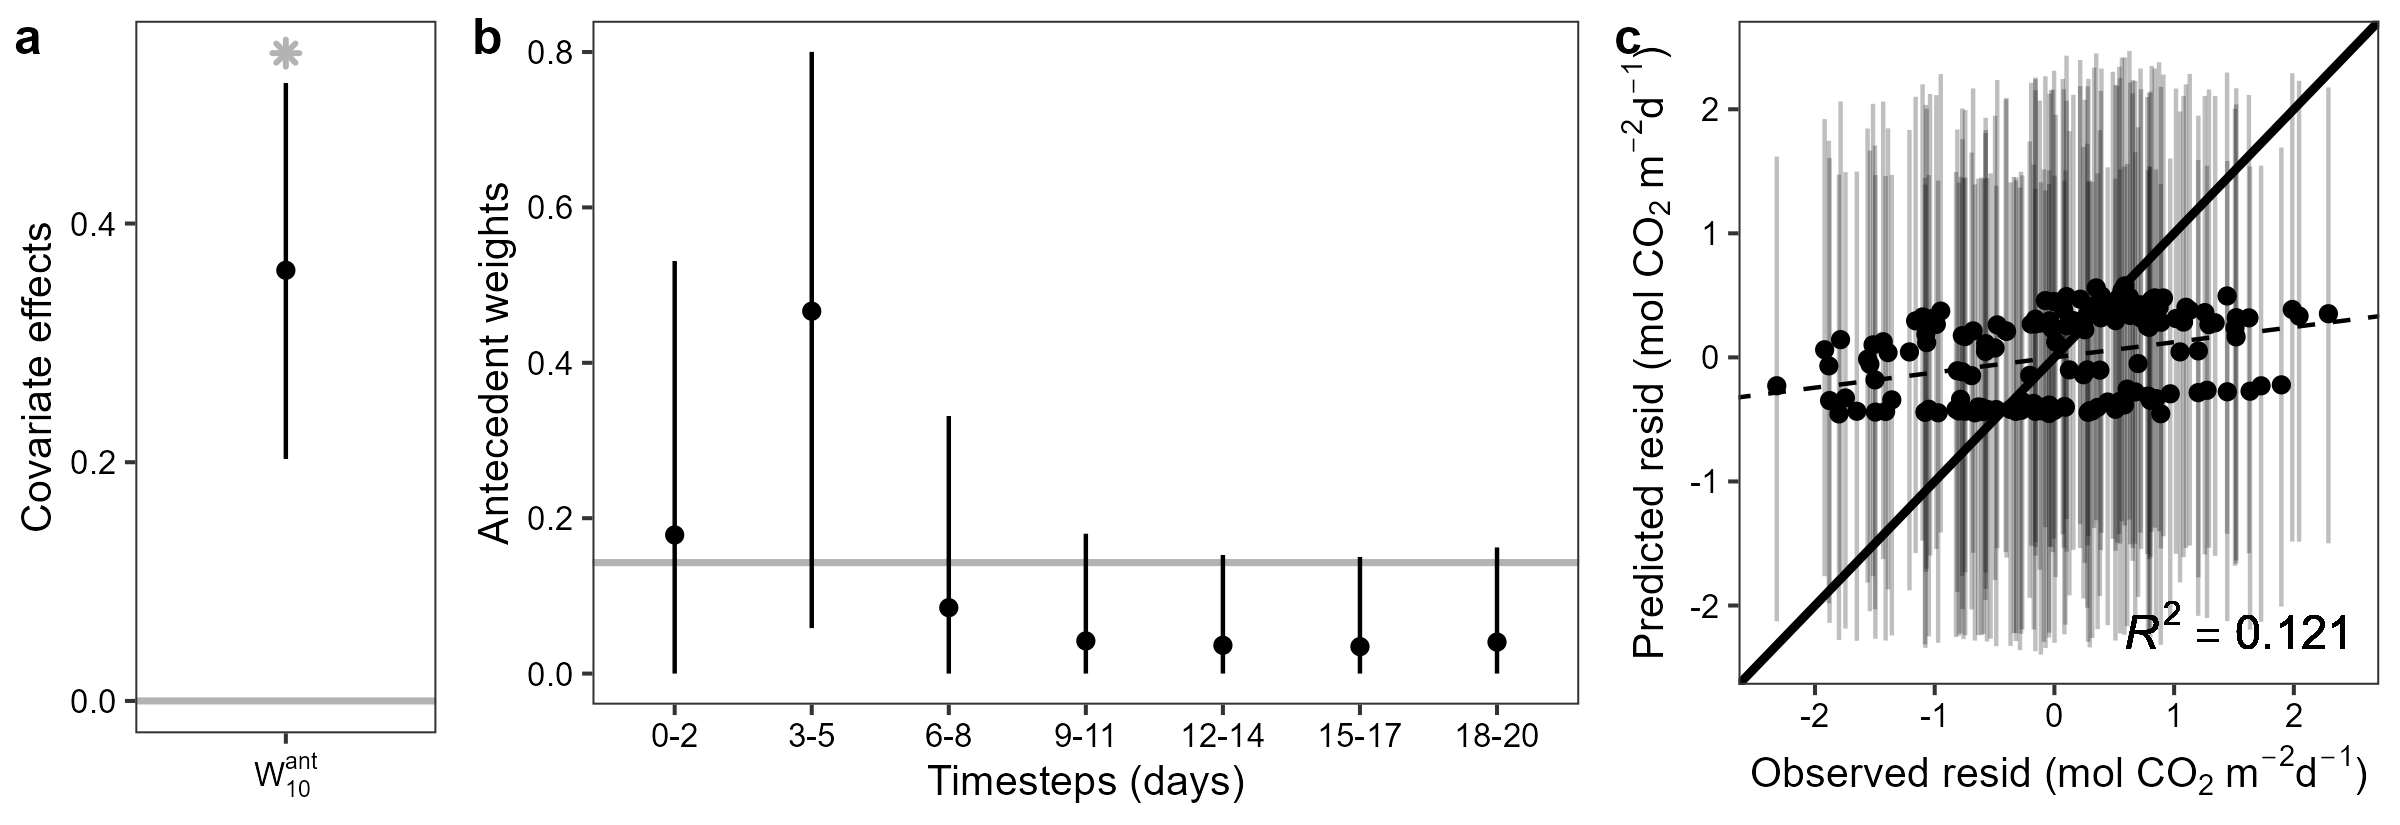 a
Covariate effects
0.4
0.2
0.0
W₁₀ᵃⁿᵗ
b
Antecedent weights
0.8
0.6
0.4
0.2
0.0
0-2 3-5 6-8 9-11 12-14 15-17 18-20
Timesteps (days)
c
Predicted resid (mol CO₂ m⁻²d⁻¹)
2
1
0
-1
-2
R² = 0.121
-2 -1 0 1 2
Observed resid (mol CO₂ m⁻²d⁻¹)